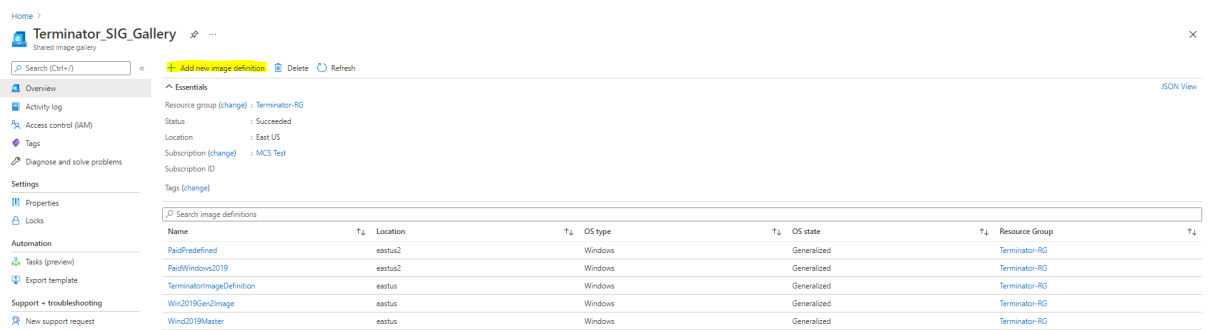 Home >
Terminator_SIG_Gallery ...
Shared image gallery
Search (Ctrl+/) «
Overview
Activity log
Access control (IAM)
Tags
Diagnose and solve problems
Settings
Properties
Locks
Automation
Tasks (preview)
Export template
Support + troubleshooting
New support request
+ Add new image definition Delete Refresh
Essentials JSON View
Resource group (change) : Terminator-RG
Status : Succeeded
Location : East US
Subscription (change) : MCS Test
Subscription ID
Tags (change)
Search image definitions
Name ↑↓ Location ↑↓ OS type ↑↓ OS state ↑↓ Resource Group ↑↓
PaidPredefined eastus2 Windows Generalized Terminator-RG
PaidWindows2019 eastus2 Windows Generalized Terminator-RG
TerminatorImageDefinition eastus Windows Generalized Terminator-RG
Win2019Gen2Image eastus Windows Generalized Terminator-RG
Wind2019Master eastus Windows Generalized Terminator-RG